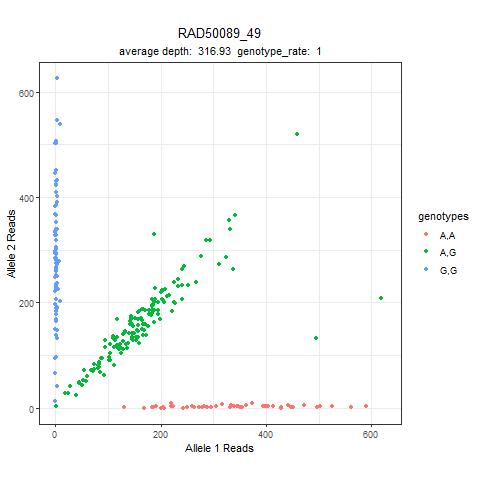 RAD50089_49
average depth: 316.93 genotype_rate: 1
600
400
200
0
Allele 2 Reads
0 200 400 600
Allele 1 Reads
genotypes
A,A
A,G
G,G